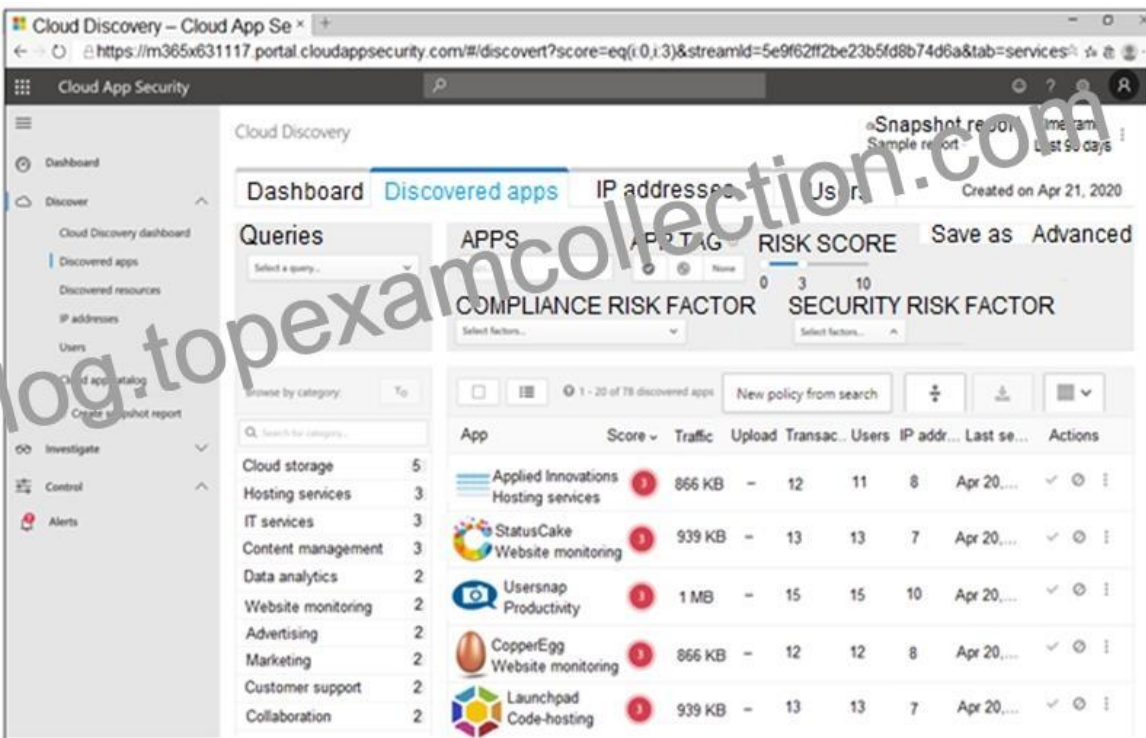 Cloud Discovery – Cloud App Se × +
https://m365x631117.portal.cloudappsecurity.com/#/discovert?score=eq(i:0,i:3)&streamId=5e9f62ff2be23b5fd8b74d6a&tab=services
Cloud App Security
Cloud Discovery
Snapshot report
Sample report
Timeframe
Last 90 days
Dashboard
Discover
Cloud Discovery dashboard
Discovered apps
Discovered resources
IP addresses
Users
Cloud app catalog
Create snapshot report
Investigate
Control
Alerts
Dashboard Discovered apps IP addresses Users
Created on Apr 21, 2020
Queries
Select a query...
APPS
APP TAG
None
RISK SCORE
0 3 10
Save as Advanced
COMPLIANCE RISK FACTOR
Select factors...
SECURITY RISK FACTOR
Select factors...
Browse by category:
Search for category...
Cloud storage 5
Hosting services 3
IT services 3
Content management 3
Data analytics 2
Website monitoring 2
Advertising 2
Marketing 2
Customer support 2
Collaboration 2
1 - 20 of 78 discovered apps New policy from search
App Score Traffic Upload Transac... Users IP addr... Last se... Actions
Applied Innovations
Hosting services
3 866 KB – 12 11 8 Apr 20,...
StatusCake
Website monitoring
3 939 KB – 13 13 7 Apr 20,...
Usersnap
Productivity
3 1 MB – 15 15 10 Apr 20,...
CopperEgg
Website monitoring
3 866 KB – 12 12 8 Apr 20,...
Launchpad
Code-hosting
3 939 KB – 13 13 7 Apr 20,...
log.topexamcollection.com